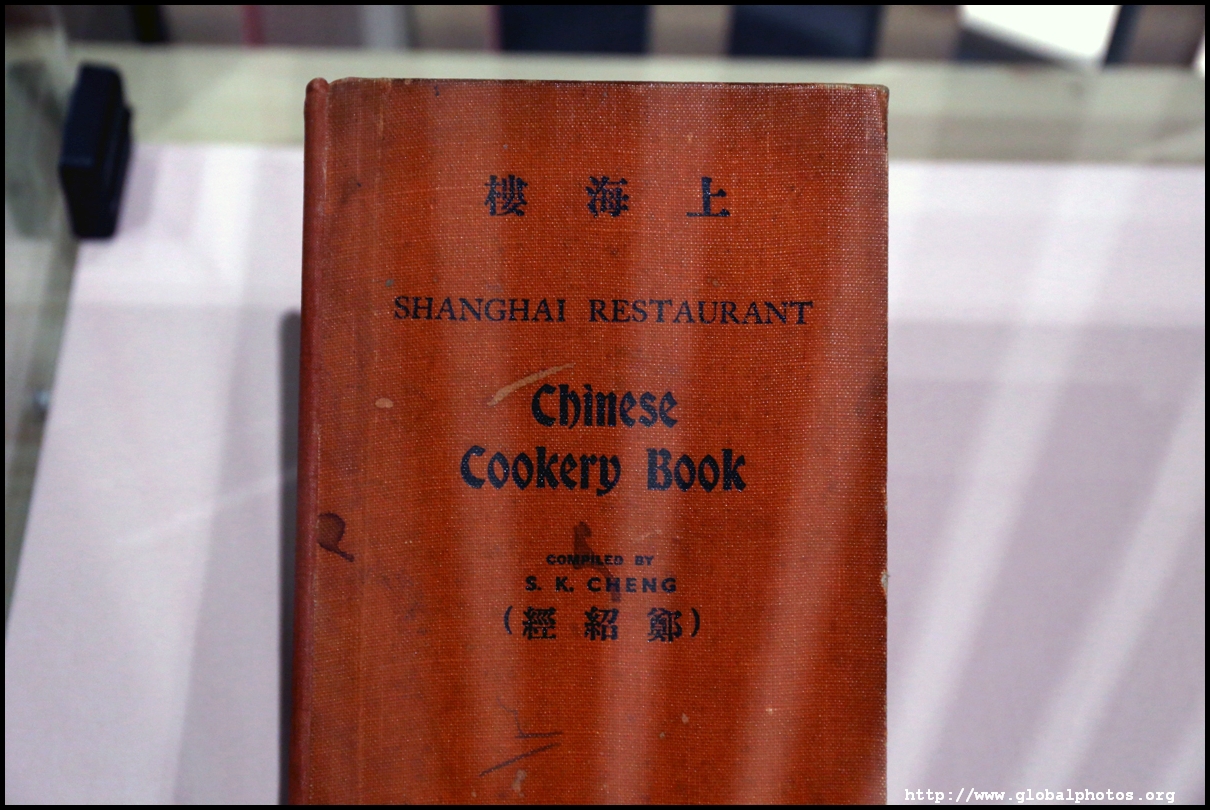 上海樓
SHANGHAI RESTAURANT
Chinese
Cookery Book
COMPILED BY
S. K. CHENG
(鄭紹經)
http://www.globalphotos.org